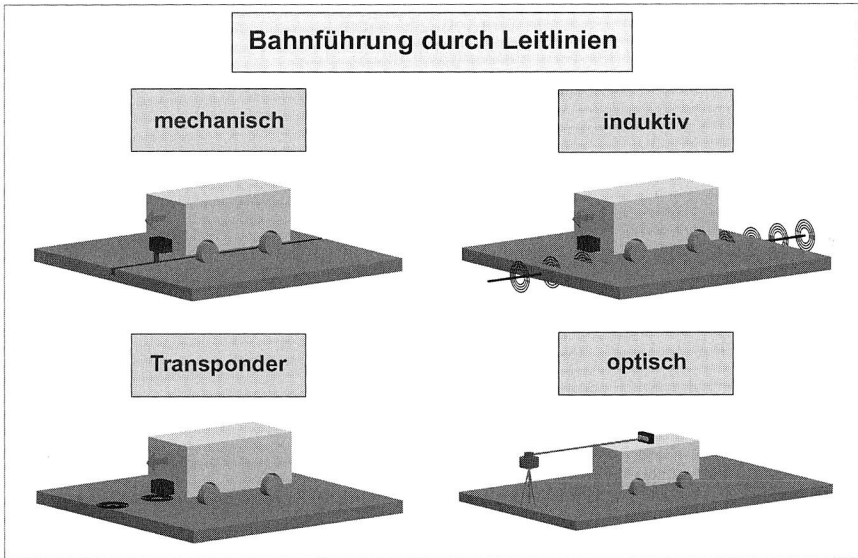 Bahnführung durch Leitlinien
mechanisch
induktiv
Transponder
optisch